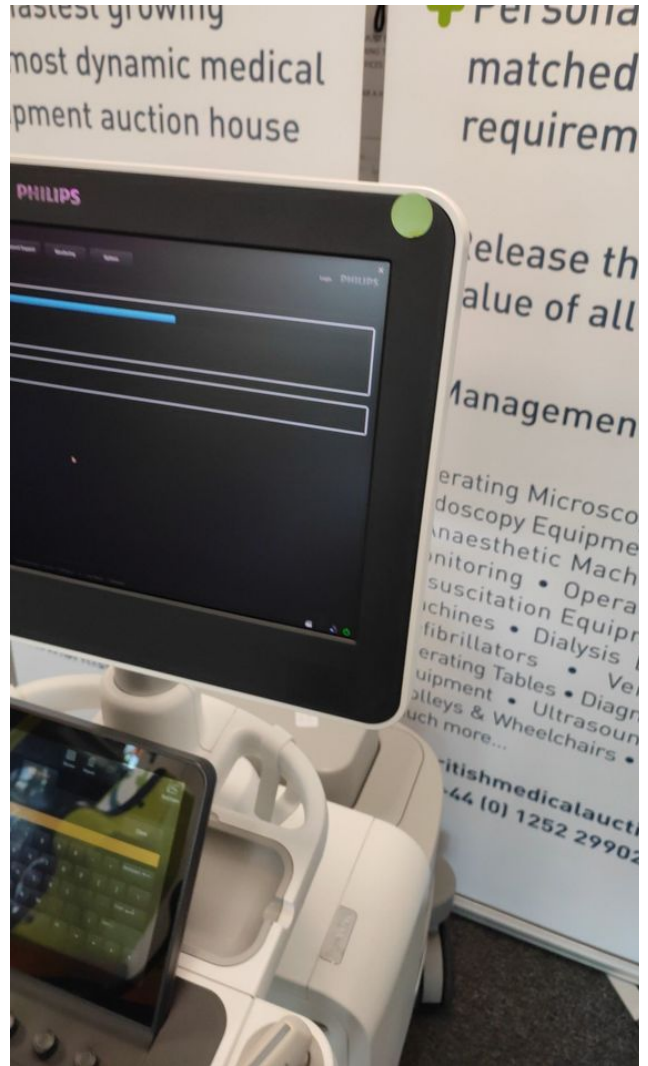 fastest growing
most dynamic medical
pment auction house
Persona
matched
requirem
elease th
alue of all
Managemen
erating Microsco
doscopy Equipme
naesthetic Mach
nitoring • Opera
suscitation Equipr
chines • Dialysis
fibrillators • Ve
erating Tables • Diagn
uipment • Ultrasoun
olleys & Wheelchairs •
uch more...
itishmedicalaucti
44 (0) 1252 29902
PHILIPS
PHILIPS